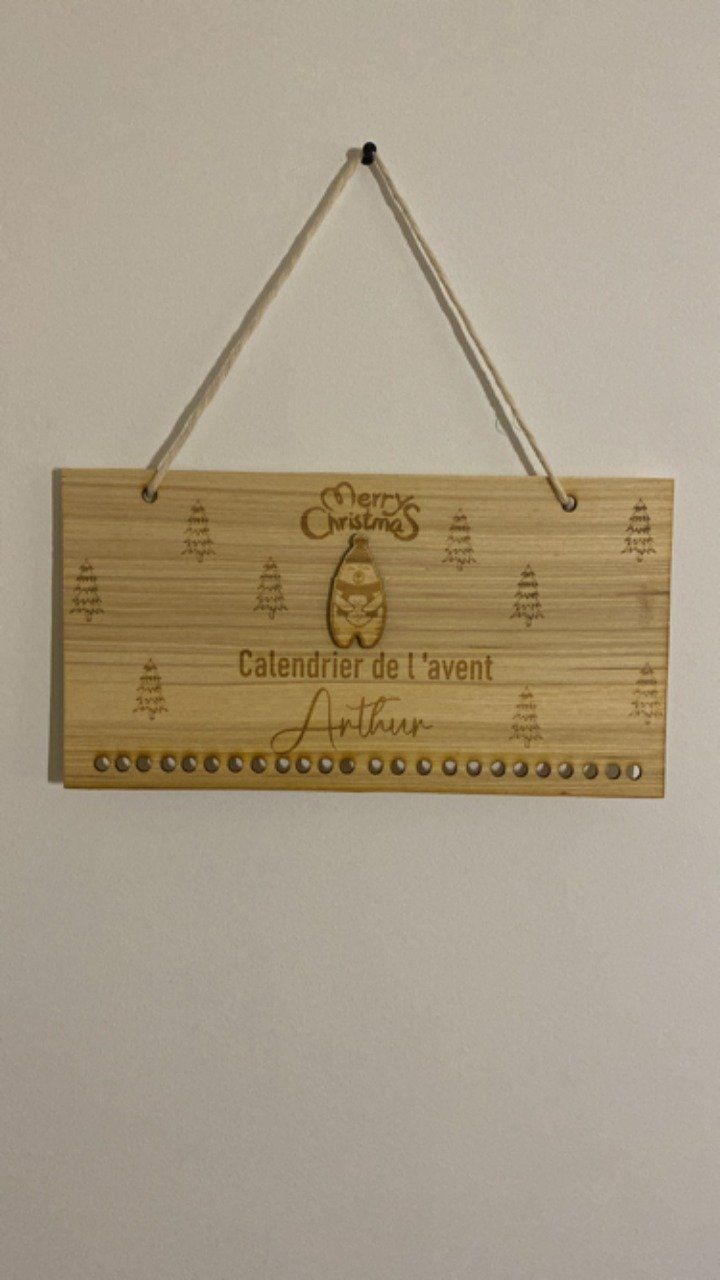 Merry
Christmas
Calendrier de l'avent
Arthur